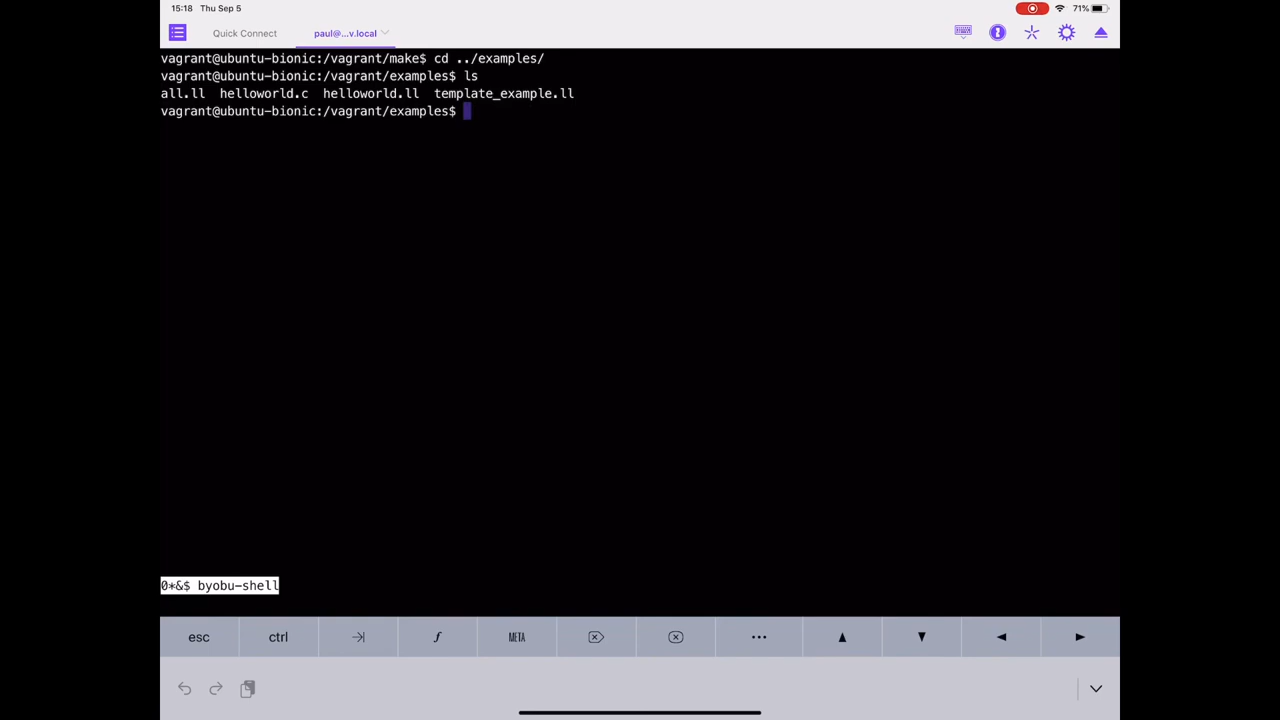 15:18 Thu Sep 5
71%
Quick Connect
paul@...v.local
vagrant@ubuntu-bionic:/vagrant/make$ cd ../examples/
vagrant@ubuntu-bionic:/vagrant/examples$ ls
all.ll helloworld.c helloworld.ll template_example.ll
vagrant@ubuntu-bionic:/vagrant/examples$
0*&$ byobu-shell
esc ctrl f META •••